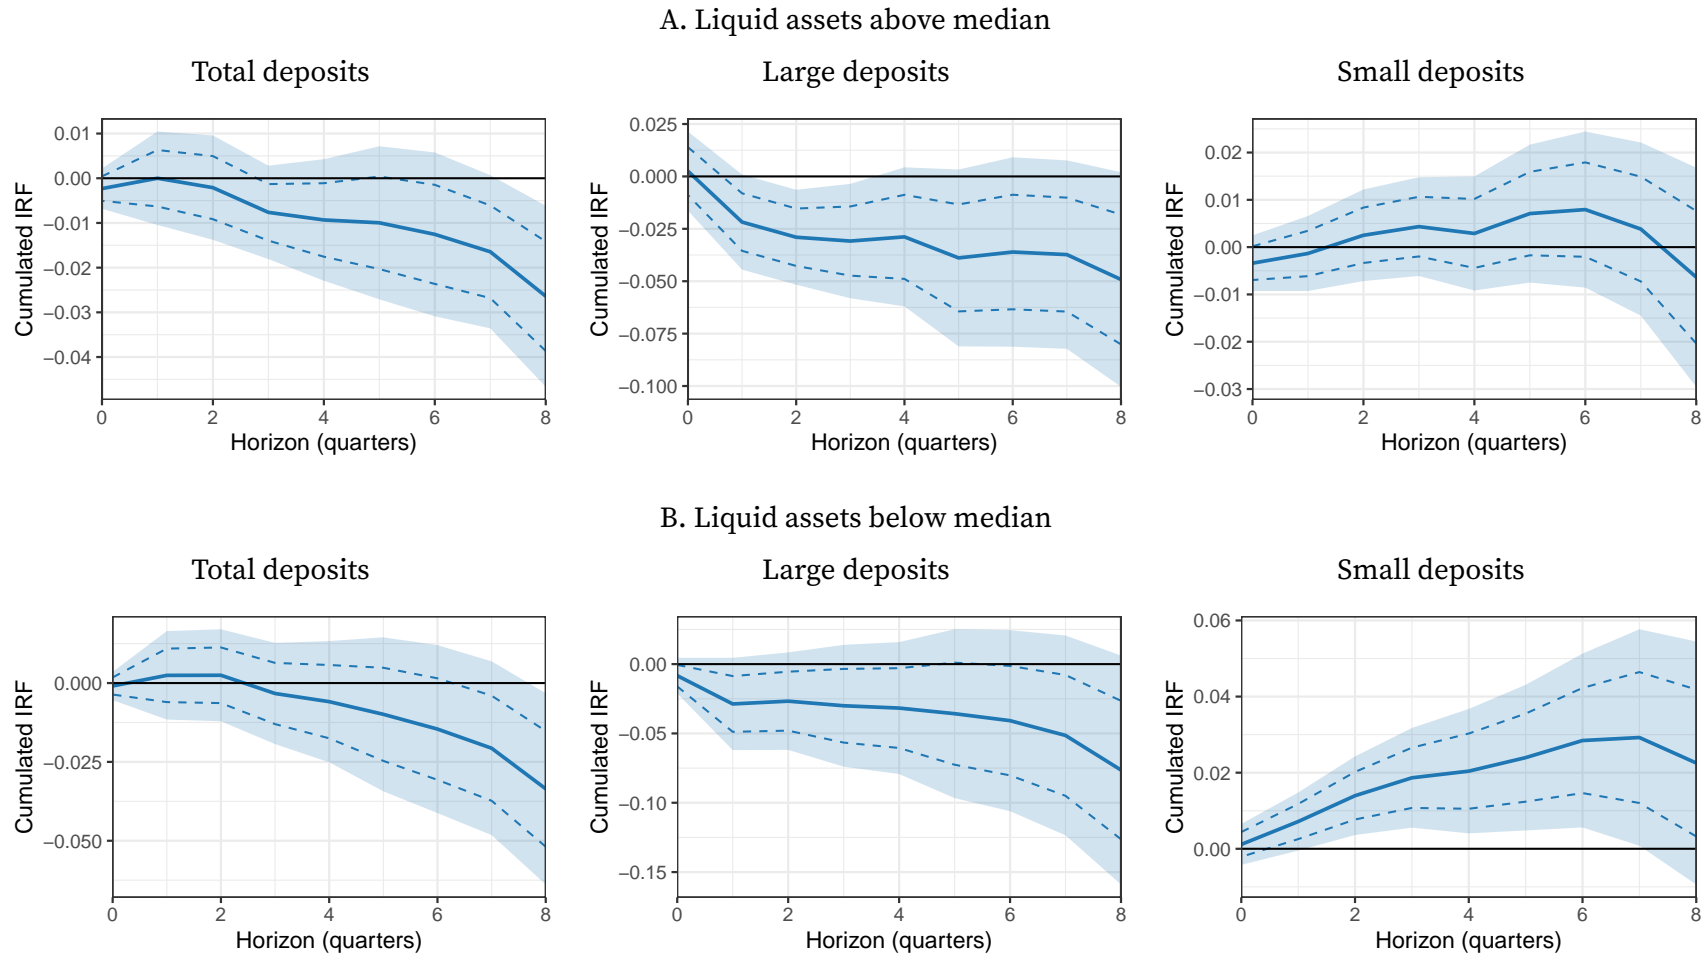 A. Liquid assets above median
Total deposits
Large deposits
Small deposits
Cumulated IRF
0.01
0.00
−0.01
−0.02
−0.03
−0.04
0 2 4 6 8
Horizon (quarters)
Cumulated IRF
0.025
0.000
−0.025
−0.050
−0.075
−0.100
0 2 4 6 8
Horizon (quarters)
Cumulated IRF
0.02
0.01
0.00
−0.01
−0.02
−0.03
0 2 4 6 8
Horizon (quarters)
B. Liquid assets below median
Total deposits
Large deposits
Small deposits
Cumulated IRF
0.000
−0.025
−0.050
0 2 4 6 8
Horizon (quarters)
Cumulated IRF
0.00
−0.05
−0.10
−0.15
0 2 4 6 8
Horizon (quarters)
Cumulated IRF
0.06
0.04
0.02
0.00
0 2 4 6 8
Horizon (quarters)